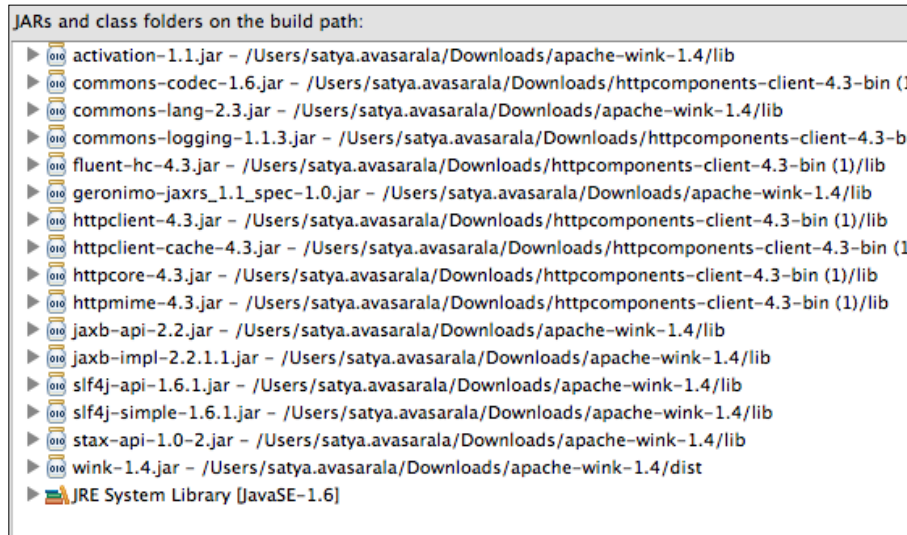 JARs and class folders on the build path:
activation-1.1.jar – /Users/satya.avasarala/Downloads/apache-wink-1.4/lib
commons-codec-1.6.jar – /Users/satya.avasarala/Downloads/httpcomponents-client-4.3-bin (1
commons-lang-2.3.jar – /Users/satya.avasarala/Downloads/apache-wink-1.4/lib
commons-logging-1.1.3.jar – /Users/satya.avasarala/Downloads/httpcomponents-client-4.3-b
fluent-hc-4.3.jar – /Users/satya.avasarala/Downloads/httpcomponents-client-4.3-bin (1)/lib
geronimo-jaxrs_1.1_spec-1.0.jar – /Users/satya.avasarala/Downloads/apache-wink-1.4/lib
httpclient-4.3.jar – /Users/satya.avasarala/Downloads/httpcomponents-client-4.3-bin (1)/lib
httpclient-cache-4.3.jar – /Users/satya.avasarala/Downloads/httpcomponents-client-4.3-bin (1
httpcore-4.3.jar – /Users/satya.avasarala/Downloads/httpcomponents-client-4.3-bin (1)/lib
httpmime-4.3.jar – /Users/satya.avasarala/Downloads/httpcomponents-client-4.3-bin (1)/lib
jaxb-api-2.2.jar – /Users/satya.avasarala/Downloads/apache-wink-1.4/lib
jaxb-impl-2.2.1.1.jar – /Users/satya.avasarala/Downloads/apache-wink-1.4/lib
slf4j-api-1.6.1.jar – /Users/satya.avasarala/Downloads/apache-wink-1.4/lib
slf4j-simple-1.6.1.jar – /Users/satya.avasarala/Downloads/apache-wink-1.4/lib
stax-api-1.0-2.jar – /Users/satya.avasarala/Downloads/apache-wink-1.4/lib
wink-1.4.jar – /Users/satya.avasarala/Downloads/apache-wink-1.4/dist
JRE System Library [JavaSE-1.6]